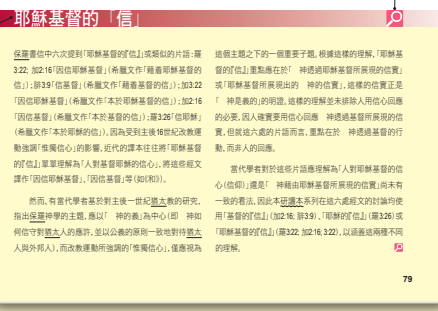 耶穌基督的「信」
保羅書信中六次提到「耶穌基督的『信』」或類似的片語：羅
3:22; 加2:16「因信耶穌基督」(希臘文作「藉着耶穌基督的
信」)；腓3:9「信基督」(希臘文作「藉着基督的信」)；加3:22
「因信耶穌基督」(希臘文作「本於耶穌基督的信」)；加2:16
「因信基督」(希臘文作「本於基督的信」)；羅3:26「信耶穌」
(希臘文作「本於耶穌的信」)。因為受到主後16世紀改教運
動強調「惟獨信心」的影響，近代的譯本往往將「耶穌基督
的『信』」單單理解為「人對基督耶穌的信心」，將這些經文
譯作「因信耶穌基督」、「因信基督」等(如《和》)。
然而，有當代學者基於對主後一世紀猶太教的研究，
指出保羅神學的主題，應以「　神的義」為中心(即　神如
何信守對猶太人的應許，並以公義的原則一致地對待猶太
人與外邦人)，而改教運動所強調的「惟獨信心」，僅應視為
這個主題之下的一個重要子題。根據這樣的理解，「耶穌基
督的『信』」重點應在於「　神透過耶穌基督所展現的信實」
或「耶穌基督所展現出的　神的信實」，這樣的信實正是
「　神是義的」的明證。這樣的理解並未排除人用信心回應
的必要，因人確實要用信心回應　神透過基督所展現的信
實，但就這六處的片語而言，重點在於　神透過基督的行
動，而非人的回應。
當代學者對於這些片語應理解為「人對耶穌基督的信
心(信仰)」還是「　神藉由耶穌基督所展現的信實」尚未有
一致的看法，因此本研讀本系列在這六處經文的討論均使
用「基督的『信』」(加2:16; 腓3:9)、「耶穌的『信』」(羅3:26)或
「耶穌基督的『信』」(羅3:22; 加2:16; 3:22)，以涵蓋這兩種不同
的理解。
79